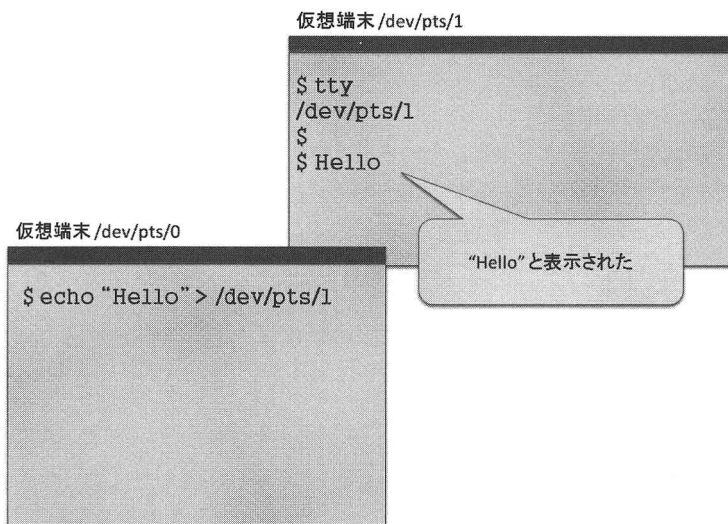 仮想端末/dev/pts/1
$ tty
/dev/pts/1
$
$ Hello
"Hello"と表示された
仮想端末/dev/pts/0
$ echo “Hello”> /dev/pts/1